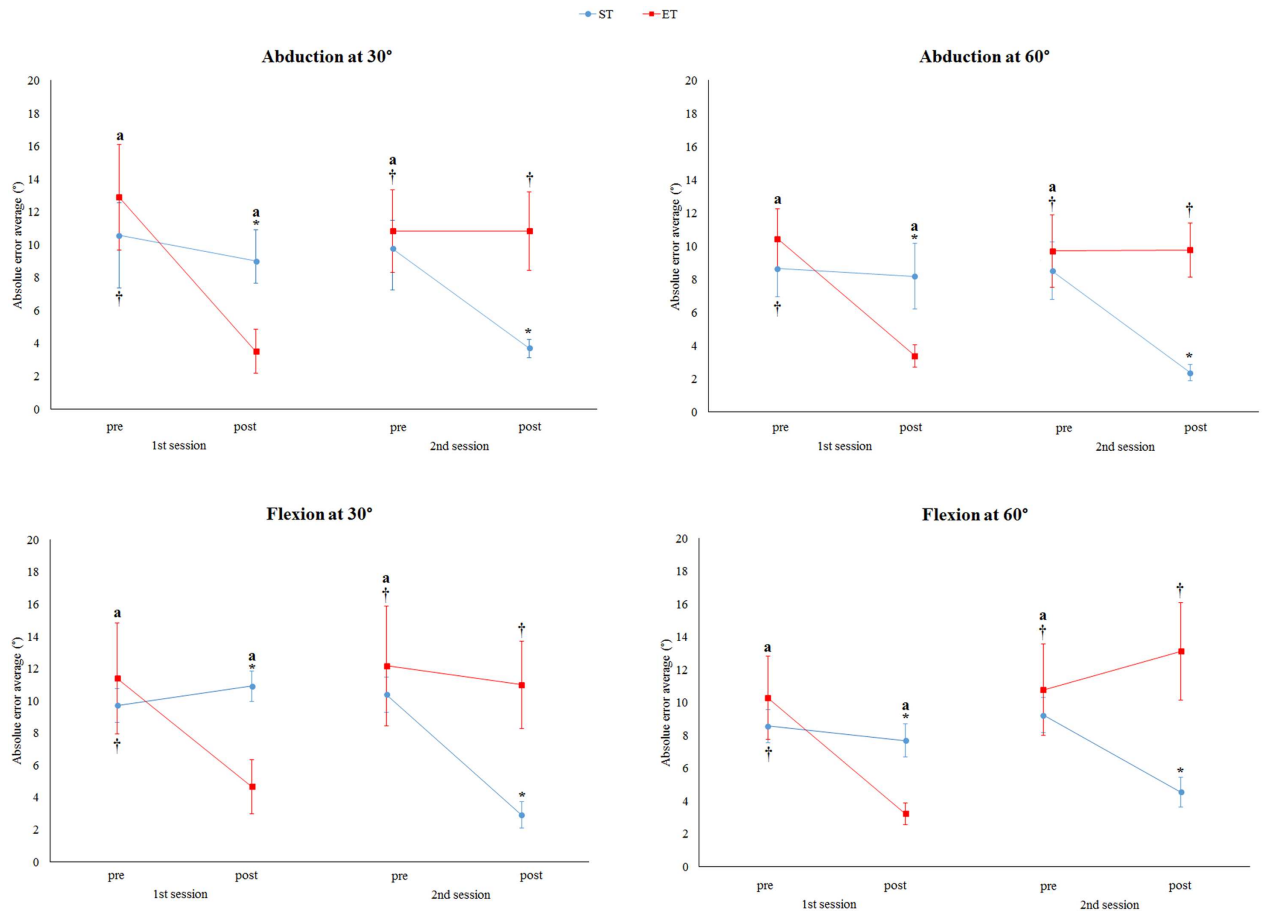 ST ET
Abduction at 30°
Absolue error average (°)
20
18
16
14
12
10
8
6
4
2
0
a
†
a
*
a
†
†
*
pre post pre post
1st session 2nd session
Abduction at 60°
Absolue error average (°)
20
18
16
14
12
10
8
6
4
2
0
a
†
a
*
a
†
†
*
pre post pre post
1st session 2nd session
Flexion at 30°
Absolue error average (°)
20
18
16
14
12
10
8
6
4
2
0
a
†
a
*
a
†
†
*
pre post pre post
1st session 2nd session
Flexion at 60°
Absolue error average (°)
20
18
16
14
12
10
8
6
4
2
0
a
†
a
*
a
†
†
*
pre post pre post
1st session 2nd session